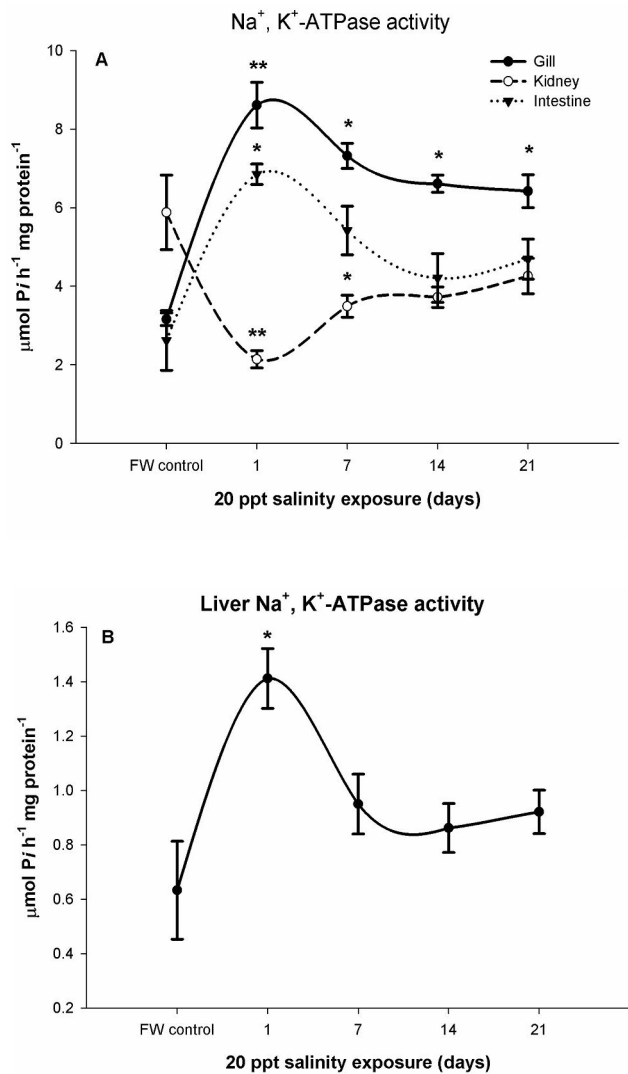 Na⁺, K⁺-ATPase activity
A
Gill
Kidney
Intestine
10
8
6
4
2
0
** * * *
*
** *
μmol Pi h⁻¹ mg protein⁻¹
FW control 1 7 14 21
20 ppt salinity exposure (days)
Liver Na⁺, K⁺-ATPase activity
B
*
1.6
1.4
1.2
1.0
0.8
0.6
0.4
0.2
μmol Pi h⁻¹ mg protein⁻¹
FW control 1 7 14 21
20 ppt salinity exposure (days)